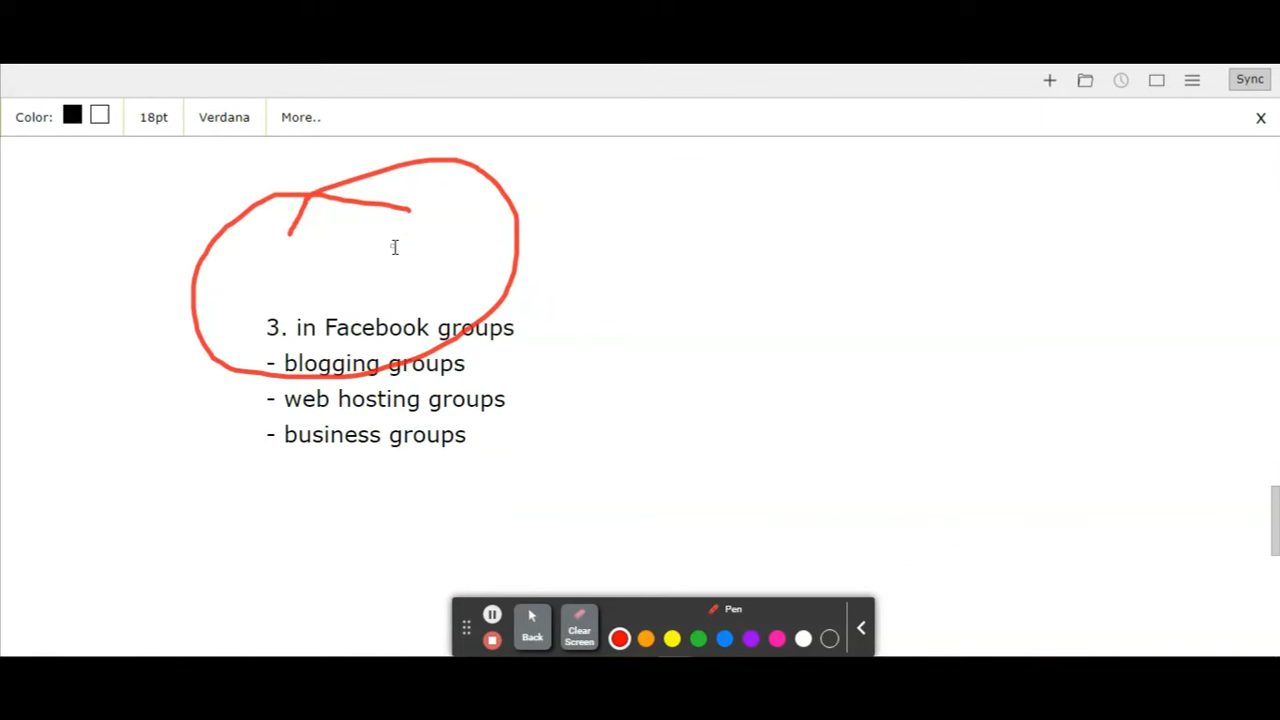 Sync
Color: 18pt Verdana More.. X
3. in Facebook groups
- blogging groups
- web hosting groups
- business groups
Pen
Back
Clear
Screen